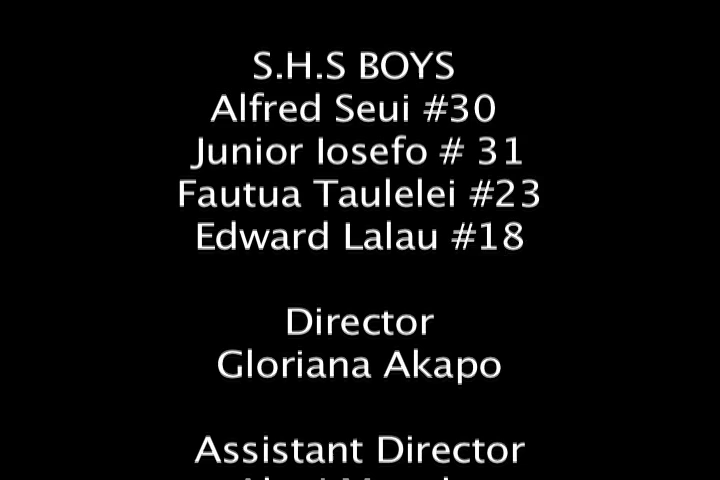 S.H.S BOYS
Alfred Seui #30
Junior Iosefo # 31
Fautua Taulelei #23
Edward Lalau #18
Director
Gloriana Akapo
Assistant Director